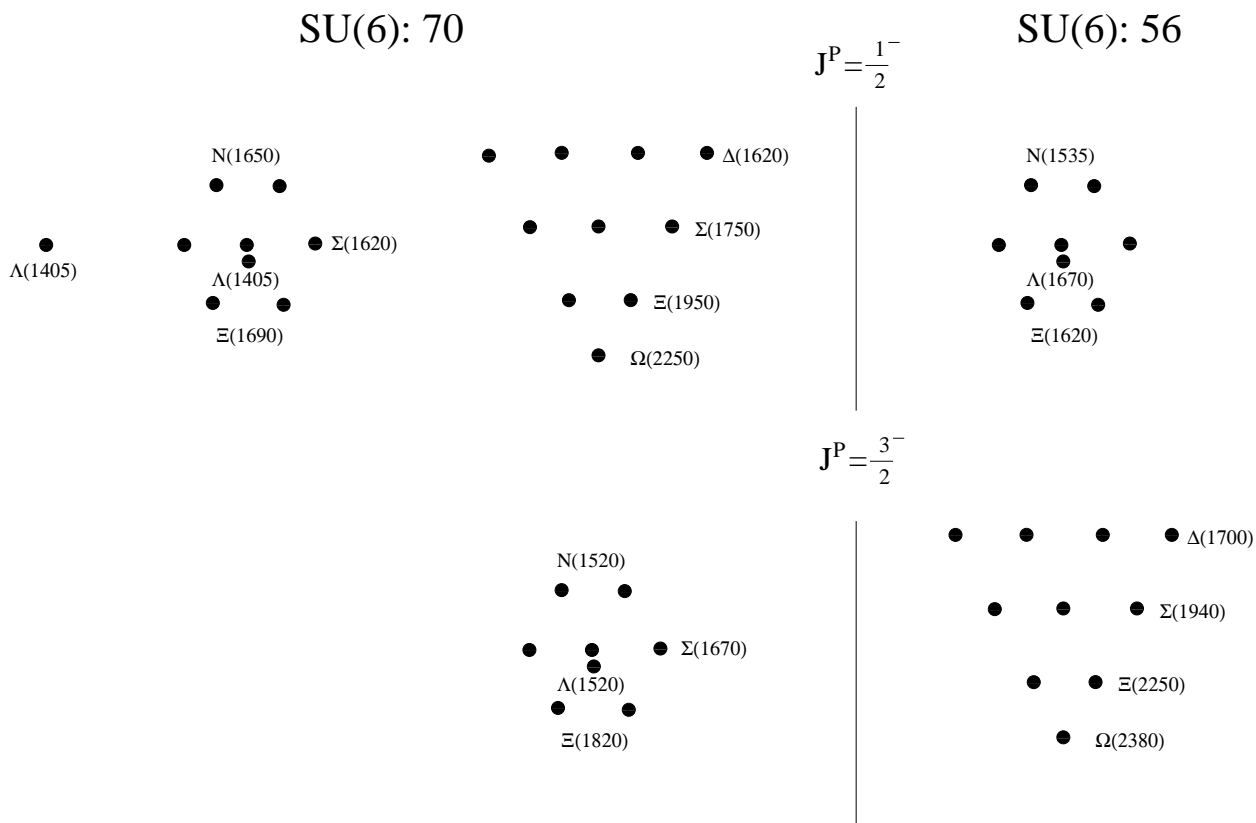 SU(6): 70
SU(6): 56
J^P = 1/2^-
N(1650)
Δ(1620)
N(1535)
Σ(1750)
Σ(1620)
Λ(1405)
Λ(1405)
Λ(1670)
Ξ(1950)
Ξ(1690)
Ξ(1620)
Ω(2250)
J^P = 3/2^-
Δ(1700)
N(1520)
Σ(1940)
Σ(1670)
Λ(1520)
Ξ(2250)
Ξ(1820)
Ω(2380)